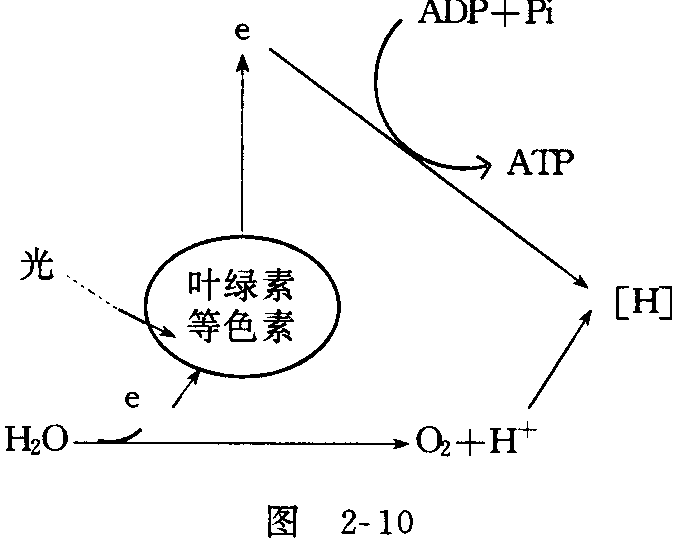 ADP+Pi
e
ATP
光
叶绿素
等色素
[H]
e
H₂O
O₂+H⁺
图 2-10